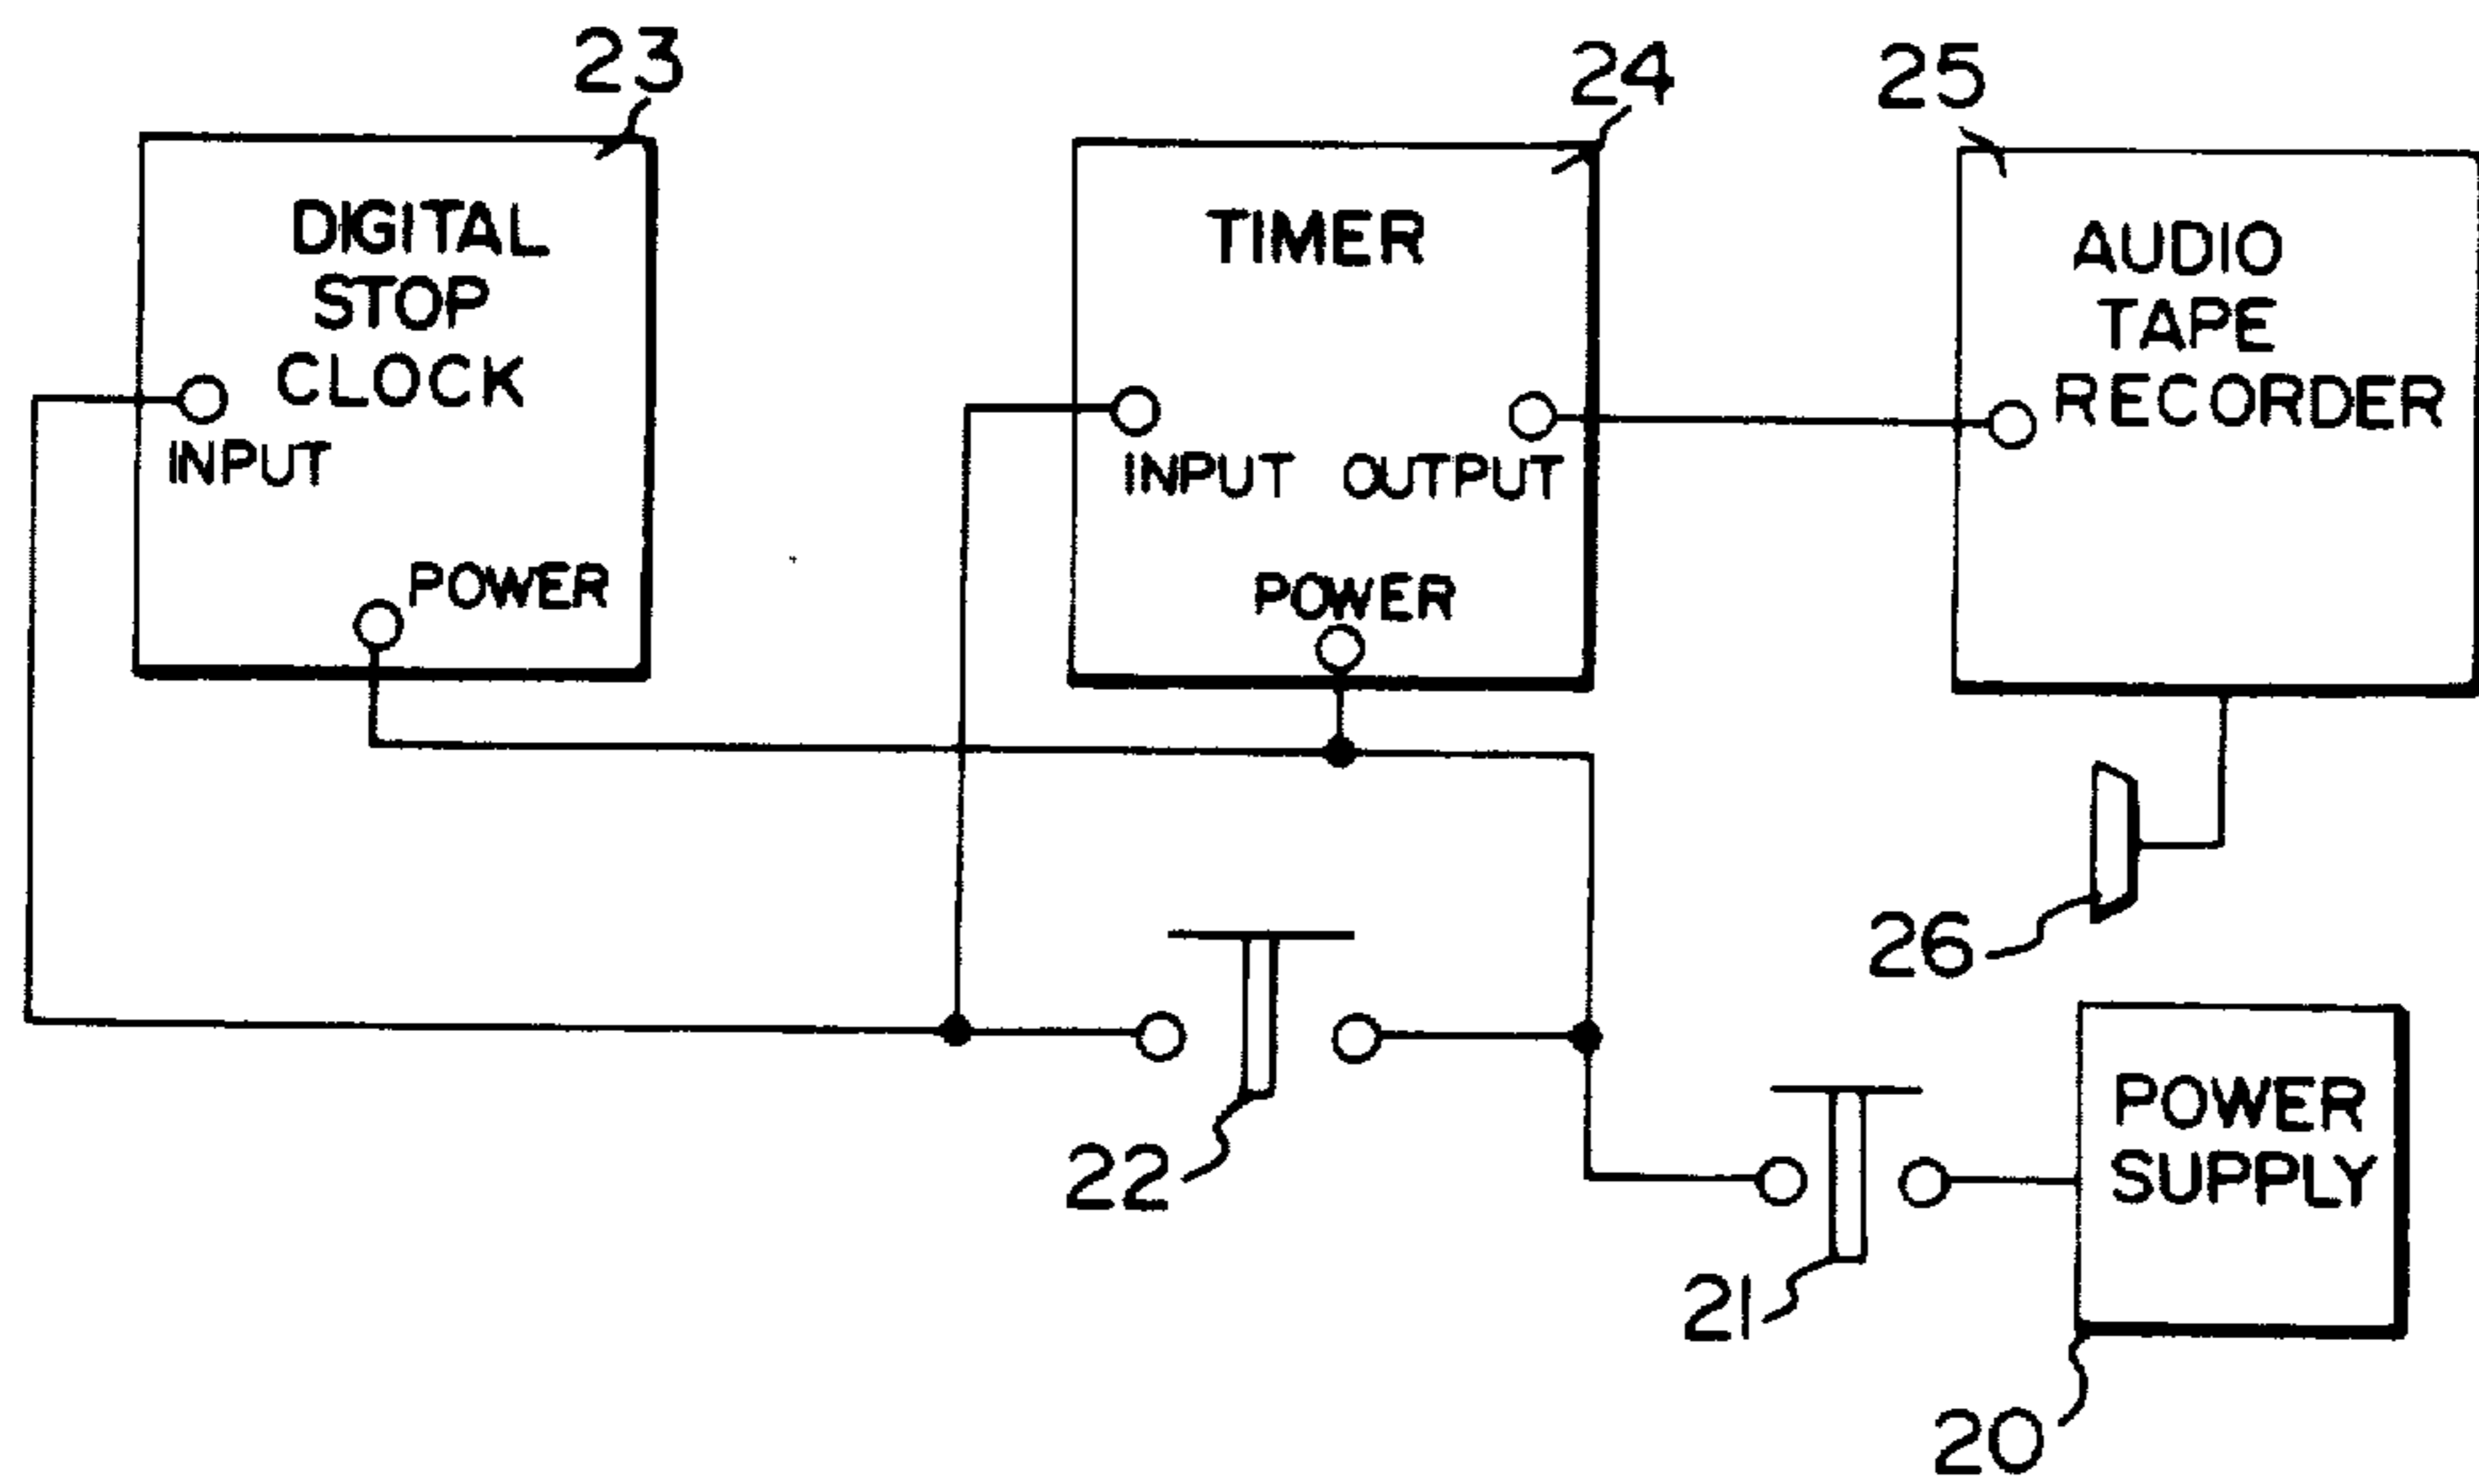 23
24
25
DIGITAL
STOP
CLOCK
INPUT
POWER
TIMER
INPUT OUTPUT
POWER
AUDIO
TAPE
RECORDER
26
22
21
POWER
SUPPLY
20